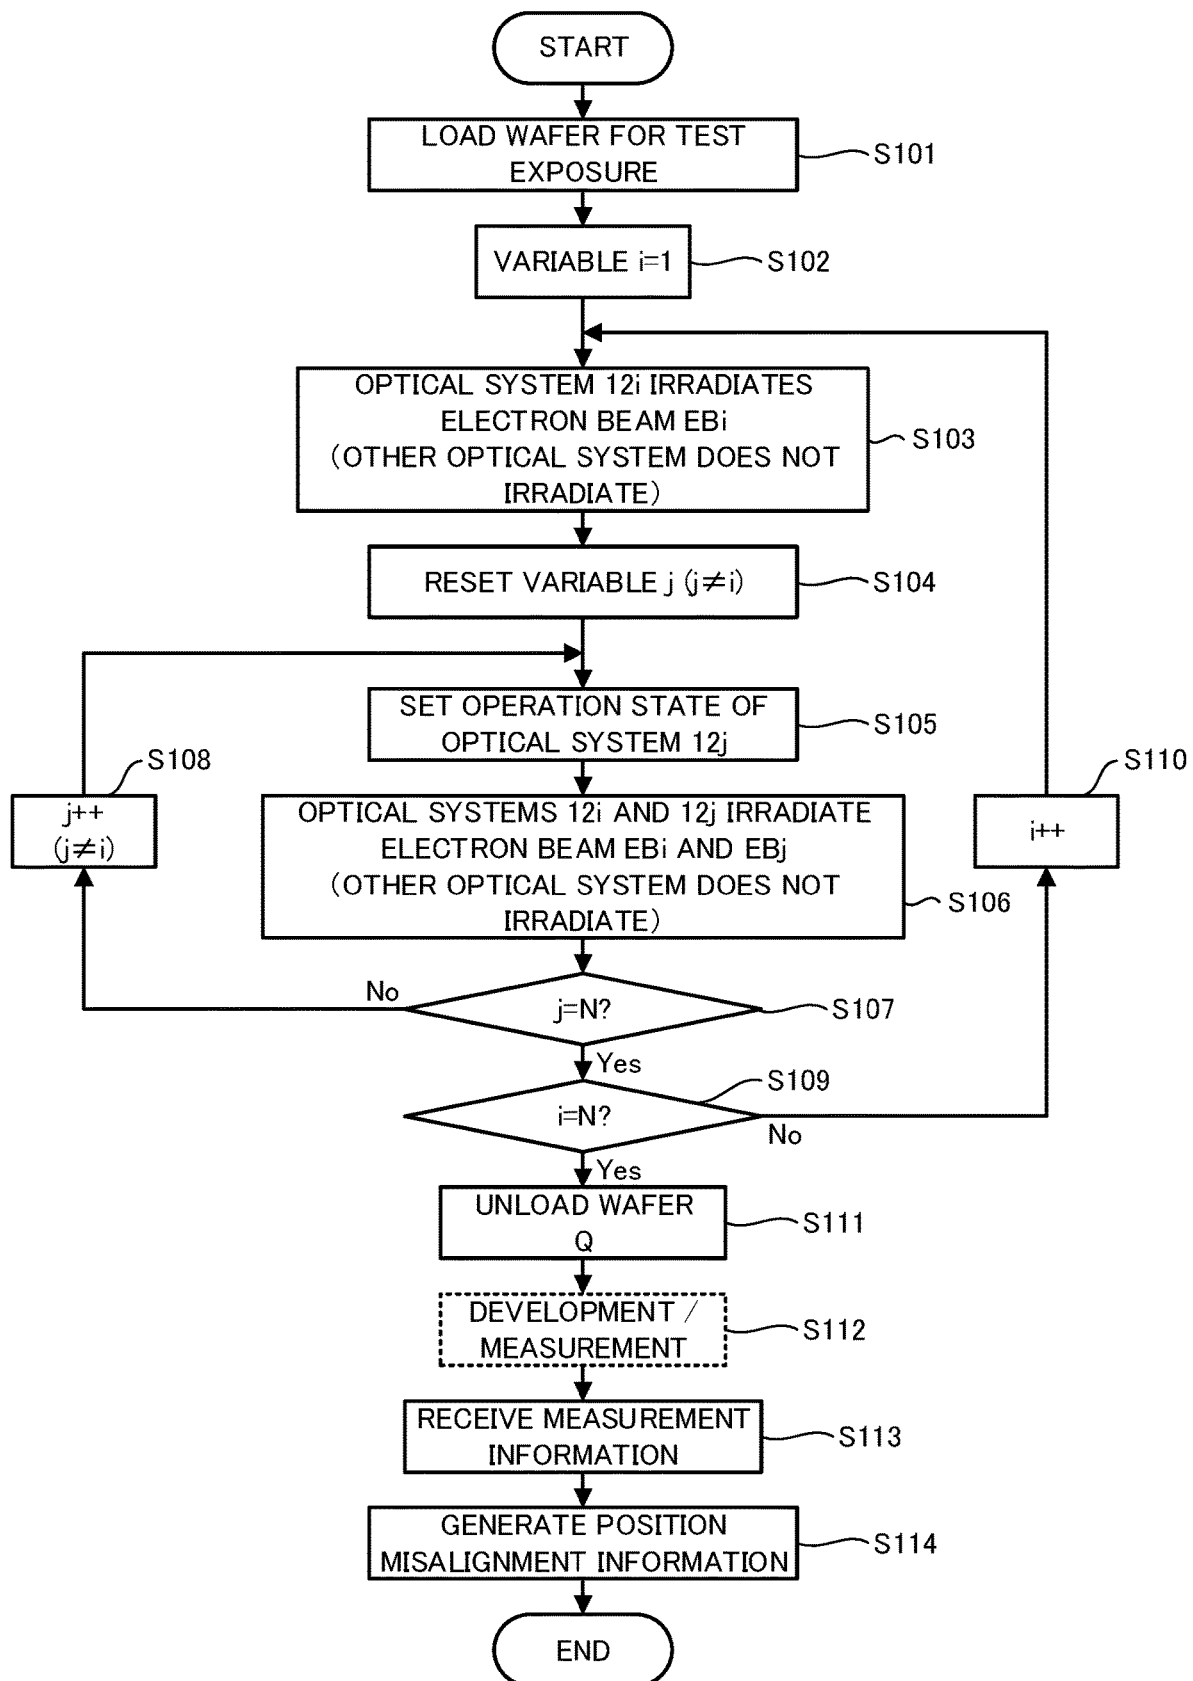 START
LOAD WAFER FOR TEST
EXPOSURE
S101
VARIABLE i=1
S102
OPTICAL SYSTEM 12i IRRADIATES
ELECTRON BEAM EBi
(OTHER OPTICAL SYSTEM DOES NOT
IRRADIATE)
S103
RESET VARIABLE j (j≠i)
S104
SET OPERATION STATE OF
OPTICAL SYSTEM 12j
S105
S108
j++
(j≠i)
S110
i++
OPTICAL SYSTEMS 12i AND 12j IRRADIATE
ELECTRON BEAM EBi AND EBj
(OTHER OPTICAL SYSTEM DOES NOT
IRRADIATE)
S106
No
j=N?
S107
Yes
S109
i=N?
No
Yes
UNLOAD WAFER
Q
S111
DEVELOPMENT /
MEASUREMENT
S112
RECEIVE MEASUREMENT
INFORMATION
S113
GENERATE POSITION
MISALIGNMENT INFORMATION
S114
END